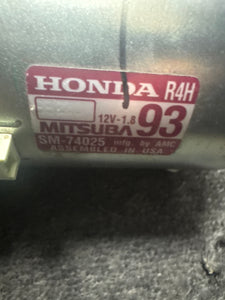 HONDA R4H
12V-1.8 93
MITSUBA
SM-74025 mfg. by AMC
ASSEMBLED IN USA